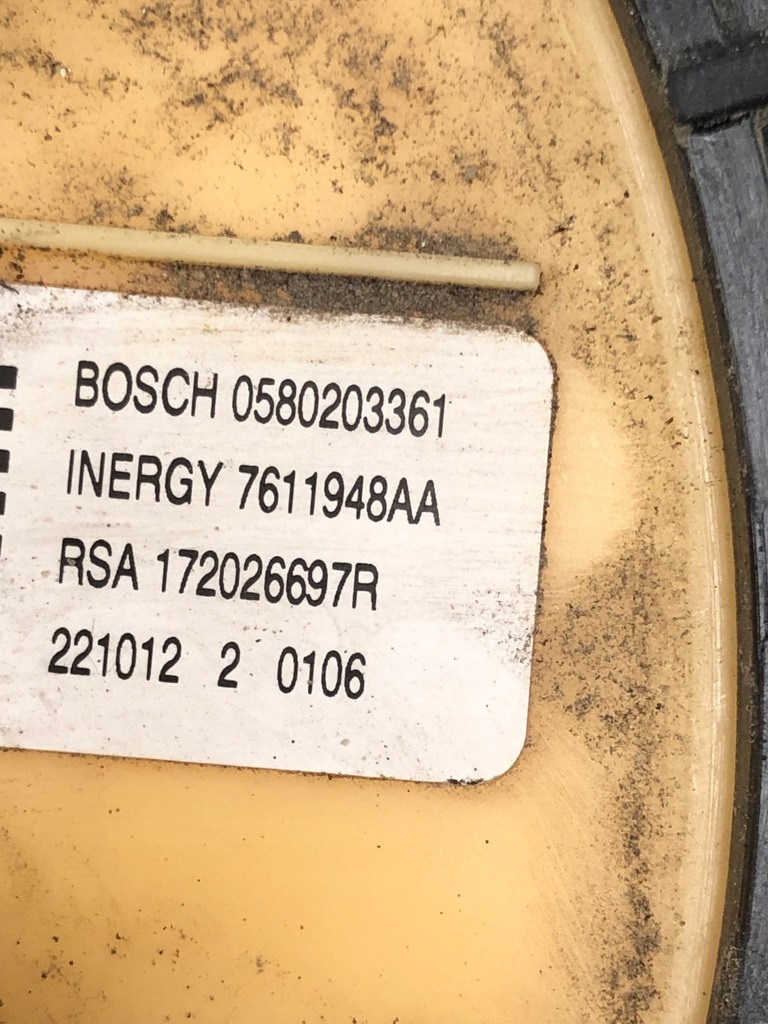 BOSCH 0580203361
INERGY 7611948AA
RSA 172026697R
221012 2 0106